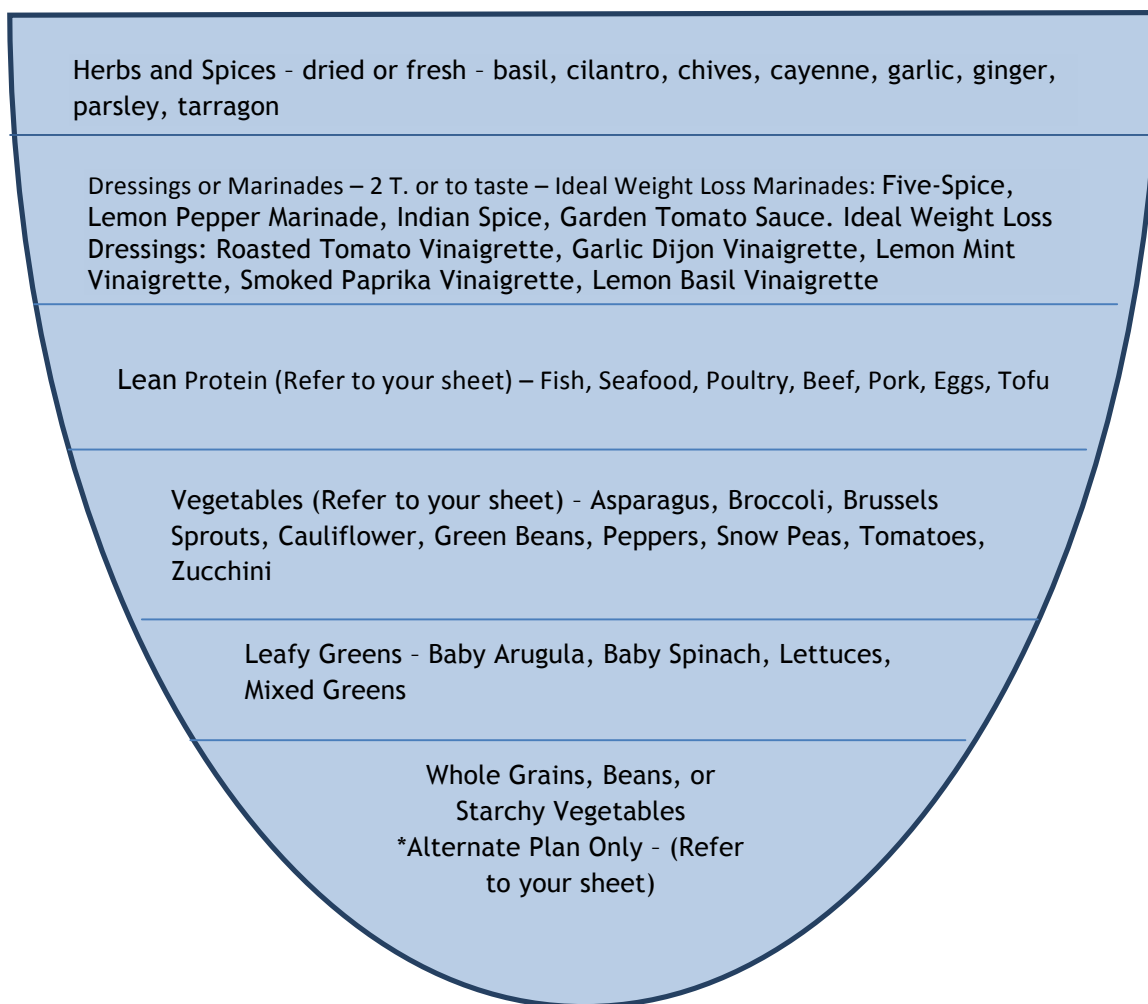 Herbs and Spices – dried or fresh – basil, cilantro, chives, cayenne, garlic, ginger,
parsley, tarragon
Dressings or Marinades – 2 T. or to taste – Ideal Weight Loss Marinades: Five-Spice,
Lemon Pepper Marinade, Indian Spice, Garden Tomato Sauce. Ideal Weight Loss
Dressings: Roasted Tomato Vinaigrette, Garlic Dijon Vinaigrette, Lemon Mint
Vinaigrette, Smoked Paprika Vinaigrette, Lemon Basil Vinaigrette
Lean Protein (Refer to your sheet) – Fish, Seafood, Poultry, Beef, Pork, Eggs, Tofu
Vegetables (Refer to your sheet) – Asparagus, Broccoli, Brussels
Sprouts, Cauliflower, Green Beans, Peppers, Snow Peas, Tomatoes,
Zucchini
Leafy Greens – Baby Arugula, Baby Spinach, Lettuces,
Mixed Greens
Whole Grains, Beans, or
Starchy Vegetables
*Alternate Plan Only – (Refer
to your sheet)